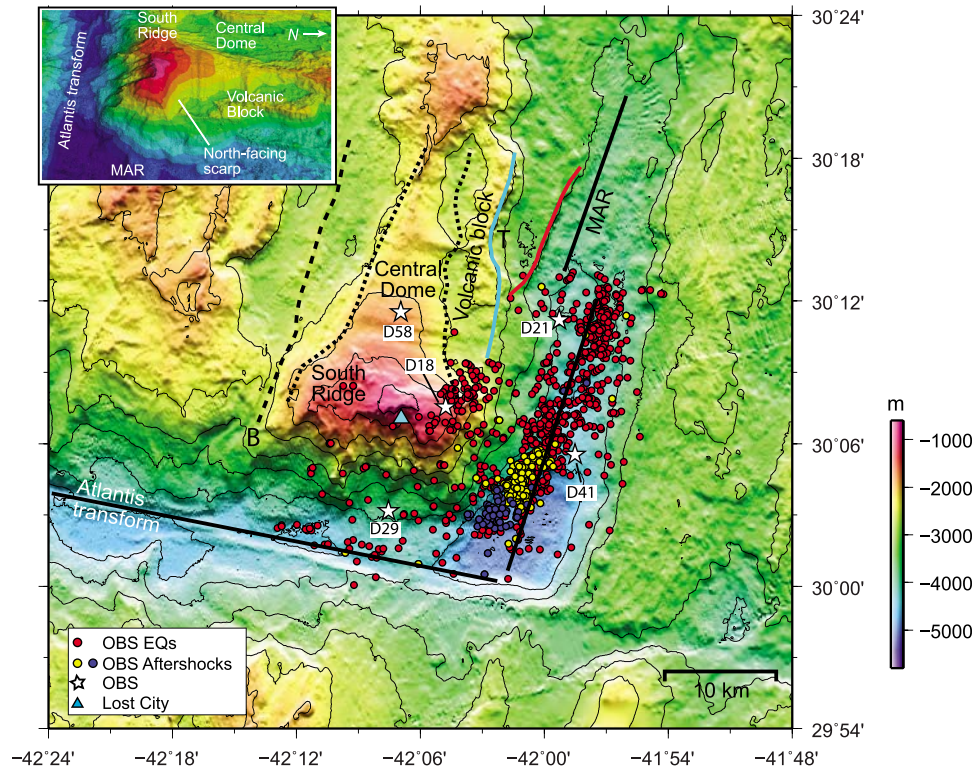 South
Ridge
Central
Dome
N
Atlantis transform
Volcanic
Block
North-facing
scarp
MAR
30°24'
30°18'
30°12'
30°06'
30°00'
29°54'
MAR
T
Volcanic block
Central
Dome
D58
D21
D18
South
Ridge
B
D41
Atlantis
transform
D29
m
−1000
−2000
−3000
−4000
−5000
OBS EQs
OBS Aftershocks
OBS
Lost City
10 km
−42°24'
−42°18'
−42°12'
−42°06'
−42°00'
−41°54'
−41°48'